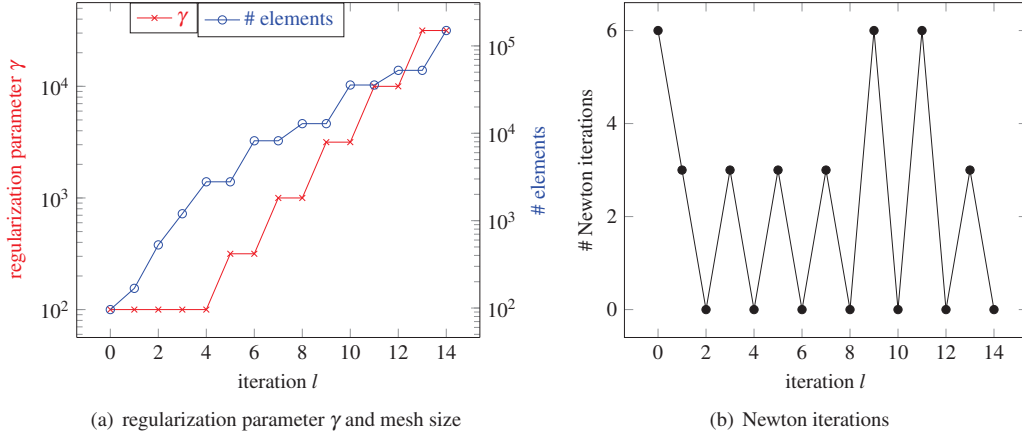 γ
# elements
regularization parameter γ
10^4
10^3
10^2
10^5
10^4
10^3
10^2
# elements
0 2 4 6 8 10 12 14
iteration l
(a) regularization parameter γ and mesh size
# Newton iterations
6
4
2
0
0 2 4 6 8 10 12 14
iteration l
(b) Newton iterations